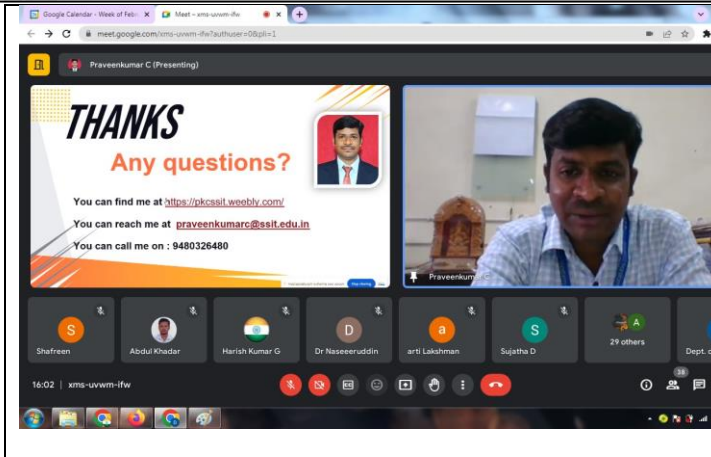 Google Calendar - Week of Feb
Meet – xms-uvwm-ifw
meet.google.com/xms-uvwm-ifw?authuser=0&pli=1
Praveenkumar C (Presenting)
THANKS
Any questions?
You can find me at https://pkcssit.weebly.com/
You can reach me at praveenkumarc@ssit.edu.in
You can call me on : 9480326480
Praveenkum
S
Shafreen
Abdul Khadar
Harish Kumar G
D
Dr Naseeeruddin
a
arti Lakshman
S
Sujatha D
A
29 others
Dept.
16:02 | xms-uvwm-ifw
38